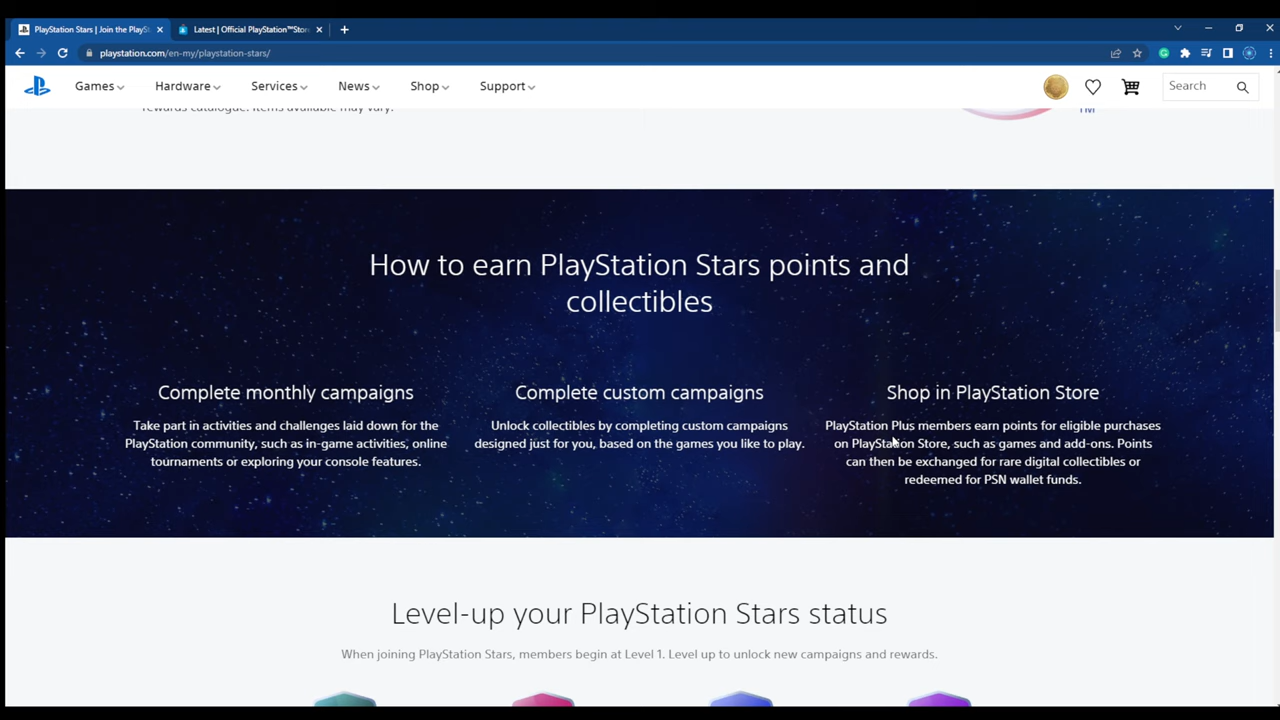 PlayStation Stars | Join the PlaySt
Latest | Official PlayStation™Store
playstation.com/en-my/playstation-stars/
Games
Hardware
Services
News
Shop
Support
Search
rewards catalogue. Items available may vary.
TM
How to earn PlayStation Stars points and
collectibles
Complete monthly campaigns
Take part in activities and challenges laid down for the
PlayStation community, such as in-game activities, online
tournaments or exploring your console features.
Complete custom campaigns
Unlock collectibles by completing custom campaigns
designed just for you, based on the games you like to play.
Shop in PlayStation Store
PlayStation Plus members earn points for eligible purchases
on PlayStation Store, such as games and add-ons. Points
can then be exchanged for rare digital collectibles or
redeemed for PSN wallet funds.
Level-up your PlayStation Stars status
When joining PlayStation Stars, members begin at Level 1. Level up to unlock new campaigns and rewards.